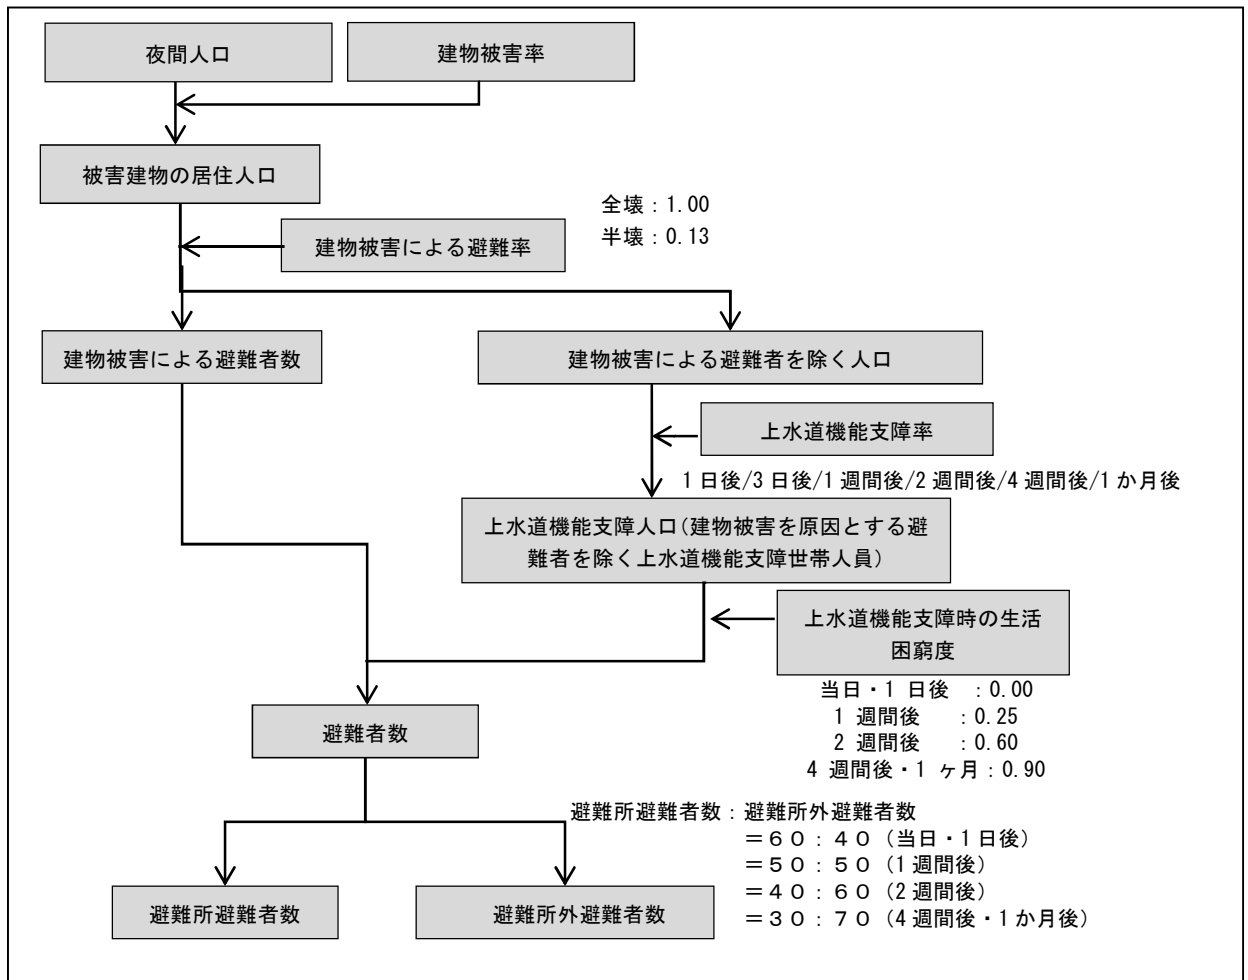 夜間人口
建物被害率
被害建物の居住人口
全壊：1.00
半壊：0.13
建物被害による避難率
建物被害による避難者数
建物被害による避難者を除く人口
上水道機能支障率
1日後/3日後/1週間後/2週間後/4週間後/1か月後
上水道機能支障人口(建物被害を原因とする避
難者を除く上水道機能支障世帯人員)
上水道機能支障時の生活
困窮度
当日・1 日後 ：0.00
1 週間後 ：0.25
2 週間後 ：0.60
4 週間後・1 ヶ月：0.90
避難者数
避難所避難者数：避難所外避難者数
＝６０：４０（当日・1日後）
＝５０：５０（1週間後）
＝４０：６０（2週間後）
＝３０：７０（4週間後・1か月後）
避難所避難者数
避難所外避難者数